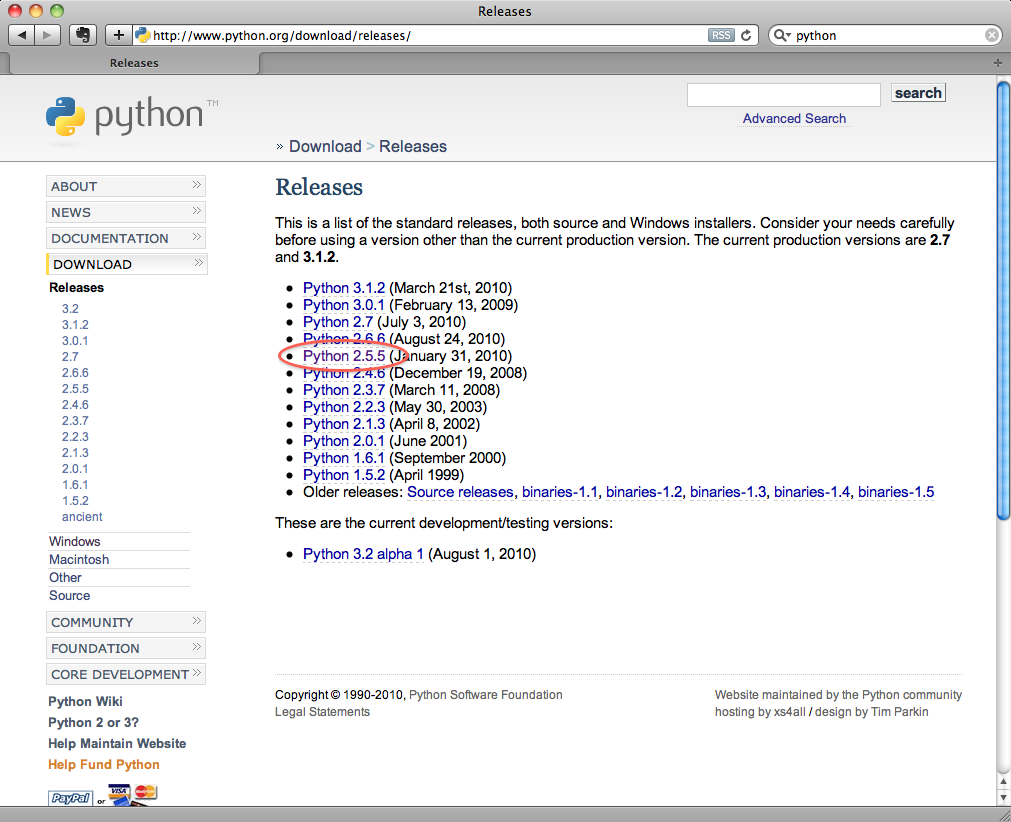 Releases
http://www.python.org/download/releases/
RSS
python
Releases
python™
search
Advanced Search
» Download > Releases
ABOUT
NEWS
DOCUMENTATION
DOWNLOAD
Releases
3.2
3.1.2
3.0.1
2.7
2.6.6
2.5.5
2.4.6
2.3.7
2.2.3
2.1.3
2.0.1
1.6.1
1.5.2
ancient
Windows
Macintosh
Other
Source
COMMUNITY
FOUNDATION
CORE DEVELOPMENT
Python Wiki
Python 2 or 3?
Help Maintain Website
Help Fund Python
PayPal or VISA MasterCard
Releases
This is a list of the standard releases, both source and Windows installers. Consider your needs carefully
before using a version other than the current production version. The current production versions are 2.7
and 3.1.2.
• Python 3.1.2 (March 21st, 2010)
• Python 3.0.1 (February 13, 2009)
• Python 2.7 (July 3, 2010)
• Python 2.6.6 (August 24, 2010)
• Python 2.5.5 (January 31, 2010)
• Python 2.4.6 (December 19, 2008)
• Python 2.3.7 (March 11, 2008)
• Python 2.2.3 (May 30, 2003)
• Python 2.1.3 (April 8, 2002)
• Python 2.0.1 (June 2001)
• Python 1.6.1 (September 2000)
• Python 1.5.2 (April 1999)
• Older releases: Source releases, binaries-1.1, binaries-1.2, binaries-1.3, binaries-1.4, binaries-1.5
These are the current development/testing versions:
• Python 3.2 alpha 1 (August 1, 2010)
Copyright © 1990-2010, Python Software Foundation
Legal Statements
Website maintained by the Python community
hosting by xs4all / design by Tim Parkin